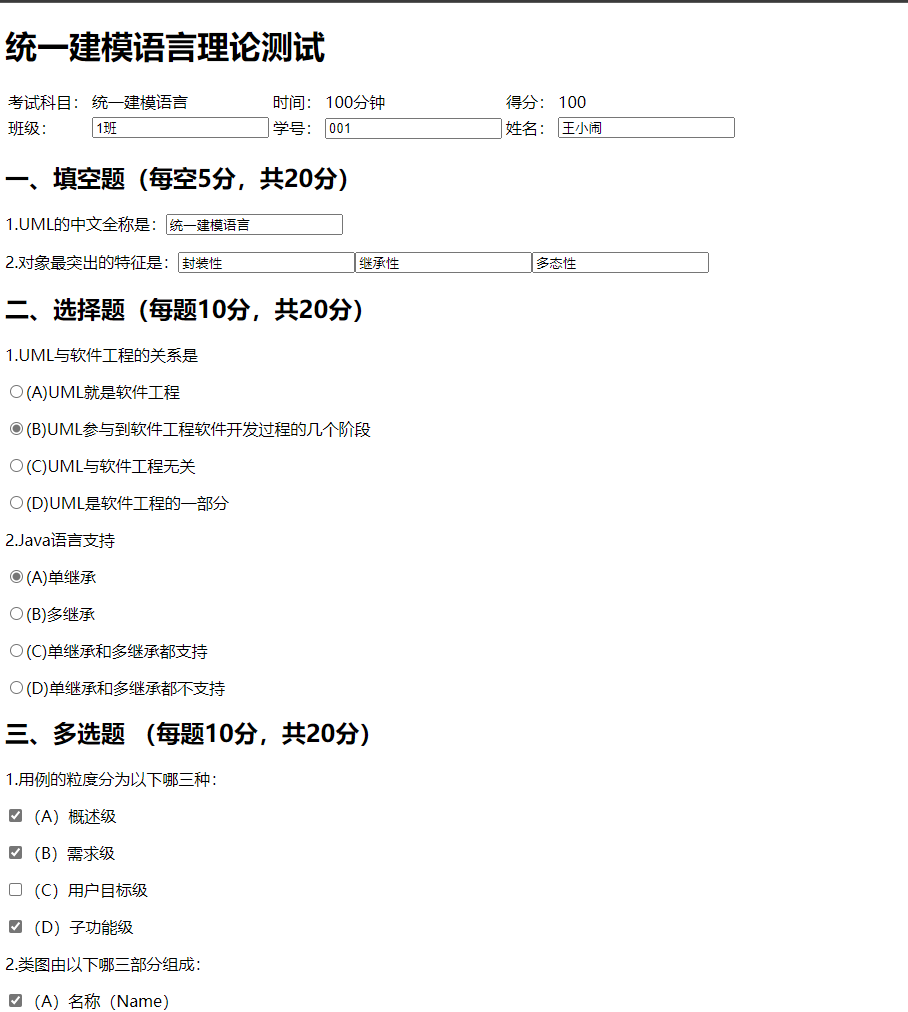 统一建模语言理论测试
考试科目： 统一建模语言 时间： 100分钟 得分： 100
班级： 1班 学号： 001 姓名： 王小闹
一、填空题（每空5分，共20分）
1.UML的中文全称是：统一建模语言
2.对象最突出的特征是：封装性 继承性 多态性
二、选择题（每题10分，共20分）
1.UML与软件工程的关系是
(A)UML就是软件工程
(B)UML参与到软件工程软件开发过程的几个阶段
(C)UML与软件工程无关
(D)UML是软件工程的一部分
2.Java语言支持
(A)单继承
(B)多继承
(C)单继承和多继承都支持
(D)单继承和多继承都不支持
三、多选题 （每题10分，共20分）
1.用例的粒度分为以下哪三种：
（A）概述级
（B）需求级
（C）用户目标级
（D）子功能级
2.类图由以下哪三部分组成：
（A）名称（Name）